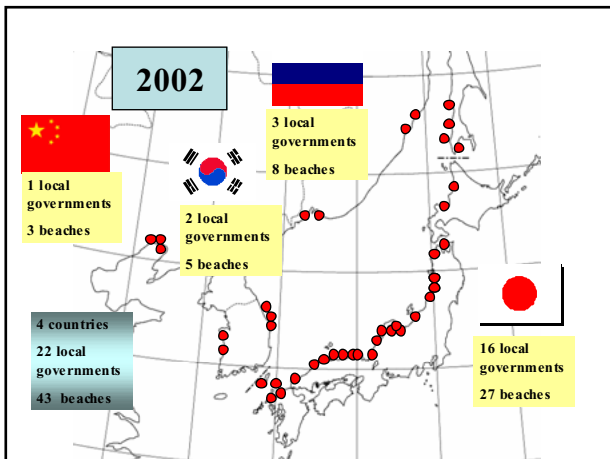 2002
3 local
governments
8 beaches
1 local
governments
3 beaches
2 local
governments
5 beaches
4 countries
22 local
governments
43 beaches
16 local
governments
27 beaches